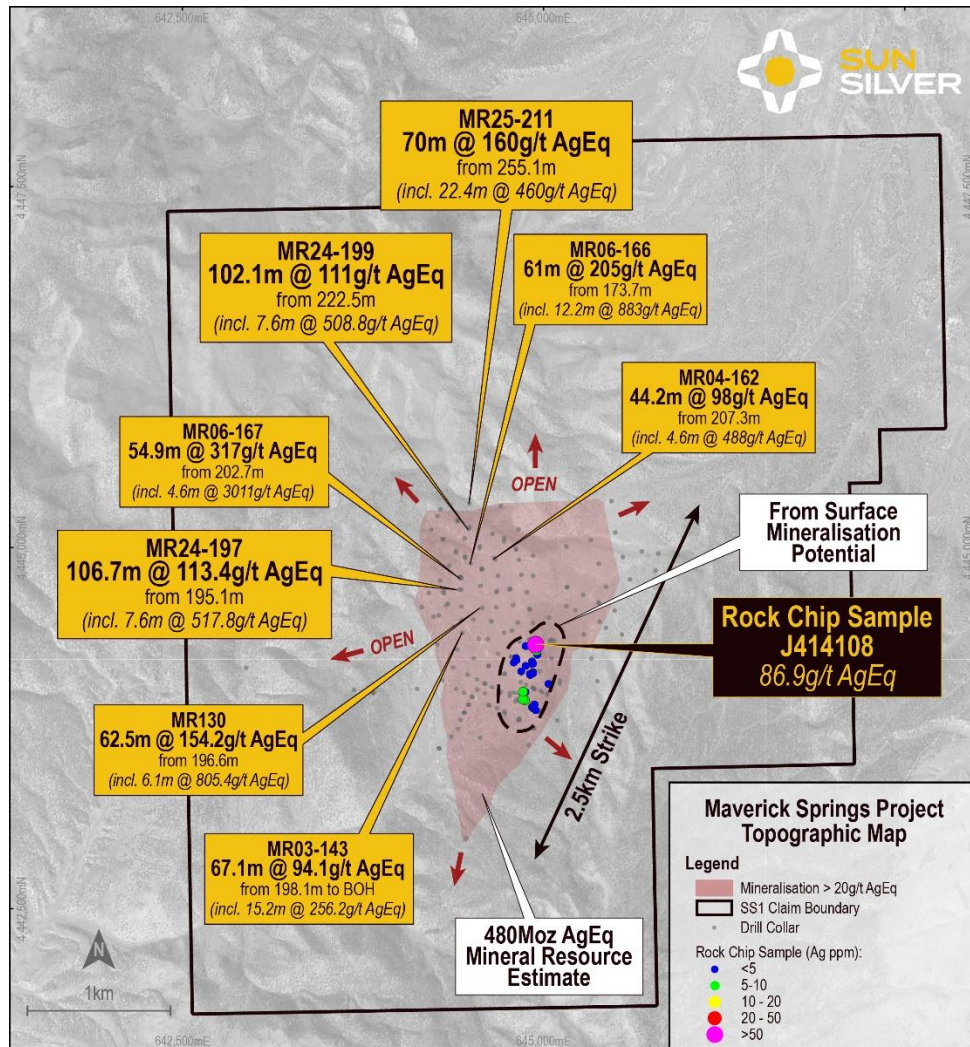 642,500mE
645,000mE
SUN
SILVER
4,447,500mN
4,447,500mN
MR25-211
70m @ 160g/t AgEq
from 255.1m
(incl. 22.4m @ 460g/t AgEq)
MR24-199
102.1m @ 111g/t AgEq
from 222.5m
(incl. 7.6m @ 508.8g/t AgEq)
MR06-166
61m @ 205g/t AgEq
from 173.7m
(incl. 12.2m @ 883g/t AgEq)
MR04-162
44.2m @ 98g/t AgEq
from 207.3m
(incl. 4.6m @ 488g/t AgEq)
MR06-167
54.9m @ 317g/t AgEq
from 202.7m
(incl. 4.6m @ 3011g/t AgEq)
OPEN
From Surface
Mineralisation
Potential
4,445,000mN
4,445,000mN
MR24-197
106.7m @ 113.4g/t AgEq
from 195.1m
(incl. 7.6m @ 517.8g/t AgEq)
OPEN
Rock Chip Sample
J414108
86.9g/t AgEq
MR130
62.5m @ 154.2g/t AgEq
from 196.6m
(incl. 6.1m @ 805.4g/t AgEq)
2.5km Strike
MR03-143
67.1m @ 94.1g/t AgEq
from 198.1m to BOH
(incl. 15.2m @ 256.2g/t AgEq)
480Moz AgEq
Mineral Resource
Estimate
4,442,500mN
N
1km
Maverick Springs Project
Topographic Map
Legend
Mineralisation > 20g/t AgEq
SS1 Claim Boundary
Drill Collar
Rock Chip Sample (Ag ppm):
<5
5-10
10 - 20
20 - 50
>50
642,500mE
645,000mE